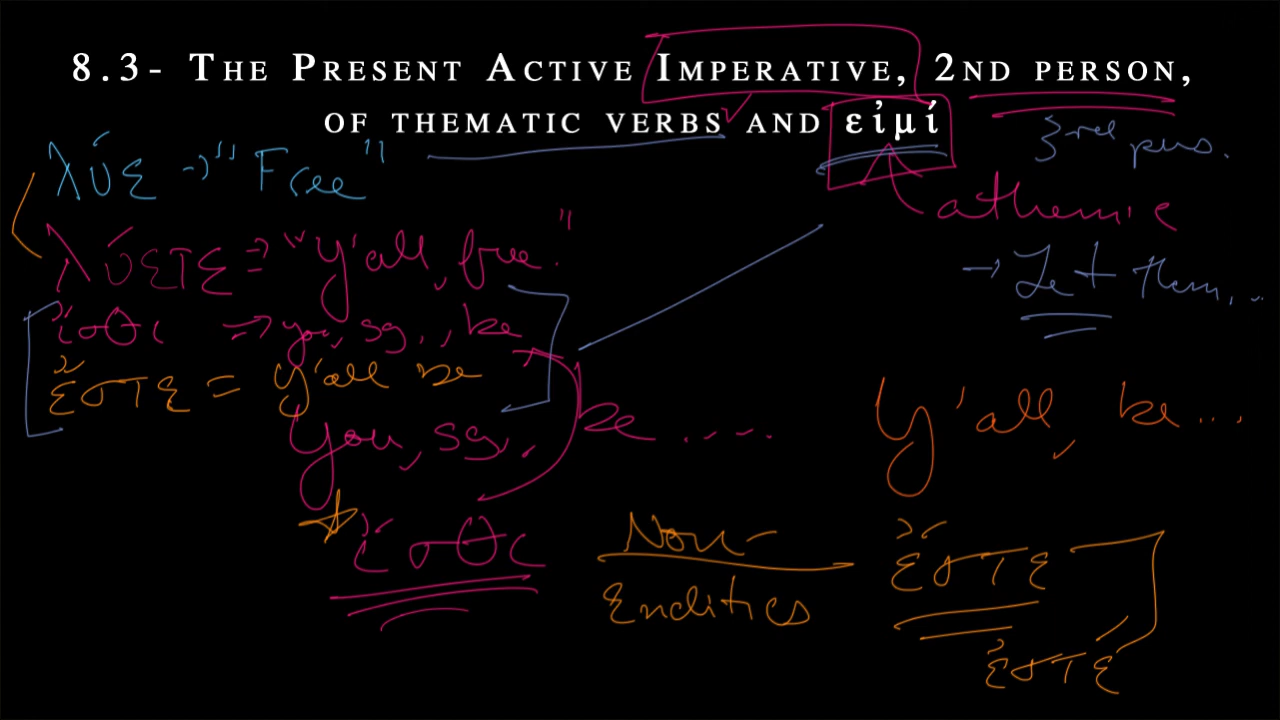 8.3- The Present Active Imperative, 2nd person,
of thematic verbs and εἰμί
3rd pers.
λύε → "Free"
athematic
λύετε ⇒ "Y'all, free."
→ Let them,...
ἴσθι ⇒ you, sg., be
ἔστε = Y'all be
You, sg., be ....
Y'all, be...
ἴσθι
Non-
Enclitics
ἔστε
ἐστέ